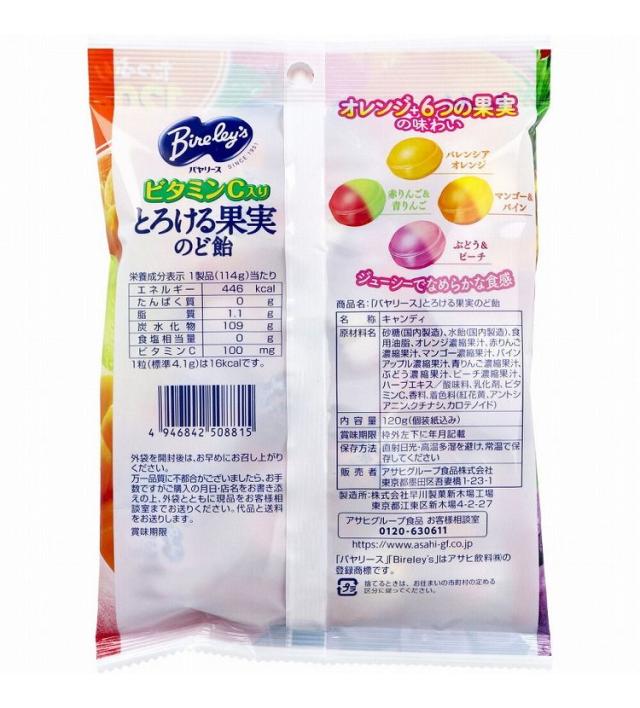 Bireley's
SINCE 1951
バヤリース
ビタミンC入り
とろける果実
のど飴
栄養成分表示 1製品(114g)当たり
エネルギー 446 kcal
たんぱく質 0 g
脂質 1.1 g
炭水化物 109 g
食塩相当量 0 g
ビタミンC 100 mg
1粒(標準4.1g)は16kcalです。
4 946842 508815
外袋を開封後は、お早めにお召し上がり
ください。
万一品質に不都合がございましたら、お手
数ですがご購入の月日・店名をお書き添
えの上、外袋とともに現品をお客様相
談室までお送りください。代品と送料
をお送りします。
賞味期限
オレンジ+6つの果実
の味わい
バレンシア
オレンジ
赤りんご&
青りんご
マンゴー&
パイン
ぶどう&
ピーチ
ジューシーでなめらかな食感
商品名:「バヤリース」とろける果実のど飴
名称 キャンディ
原材料名 砂糖(国内製造)、水飴(国内製造)、食
用油脂、オレンジ濃縮果汁、赤りんご
濃縮果汁、マンゴー濃縮果汁、パイン
アップル濃縮果汁、青りんご濃縮果汁、
ぶどう濃縮果汁、ピーチ濃縮果汁、
ハーブエキス/酸味料、乳化剤、ビタ
ミンC、香料、着色料(紅花黄、アントシ
アニン、クチナシ、カロテノイド)
内容量 120g(個装紙込み)
賞味期限 枠外左下に年月記載
保存方法 直射日光・高温多湿を避け、常温で保
存してください。
販売者 アサヒグループ食品株式会社
東京都墨田区吾妻橋1-23-1
製造所:株式会社早川製菓新木場工場
東京都江東区新木場4-2-27
アサヒグループ食品 お客様相談室
0120-630611
https://www.asahi-gf.co.jp
「バヤリース」「Bireley's」はアサヒ飲料㈱の
登録商標です。
捨てるときは、お住まいの市町村の定める
区分に従ってください。